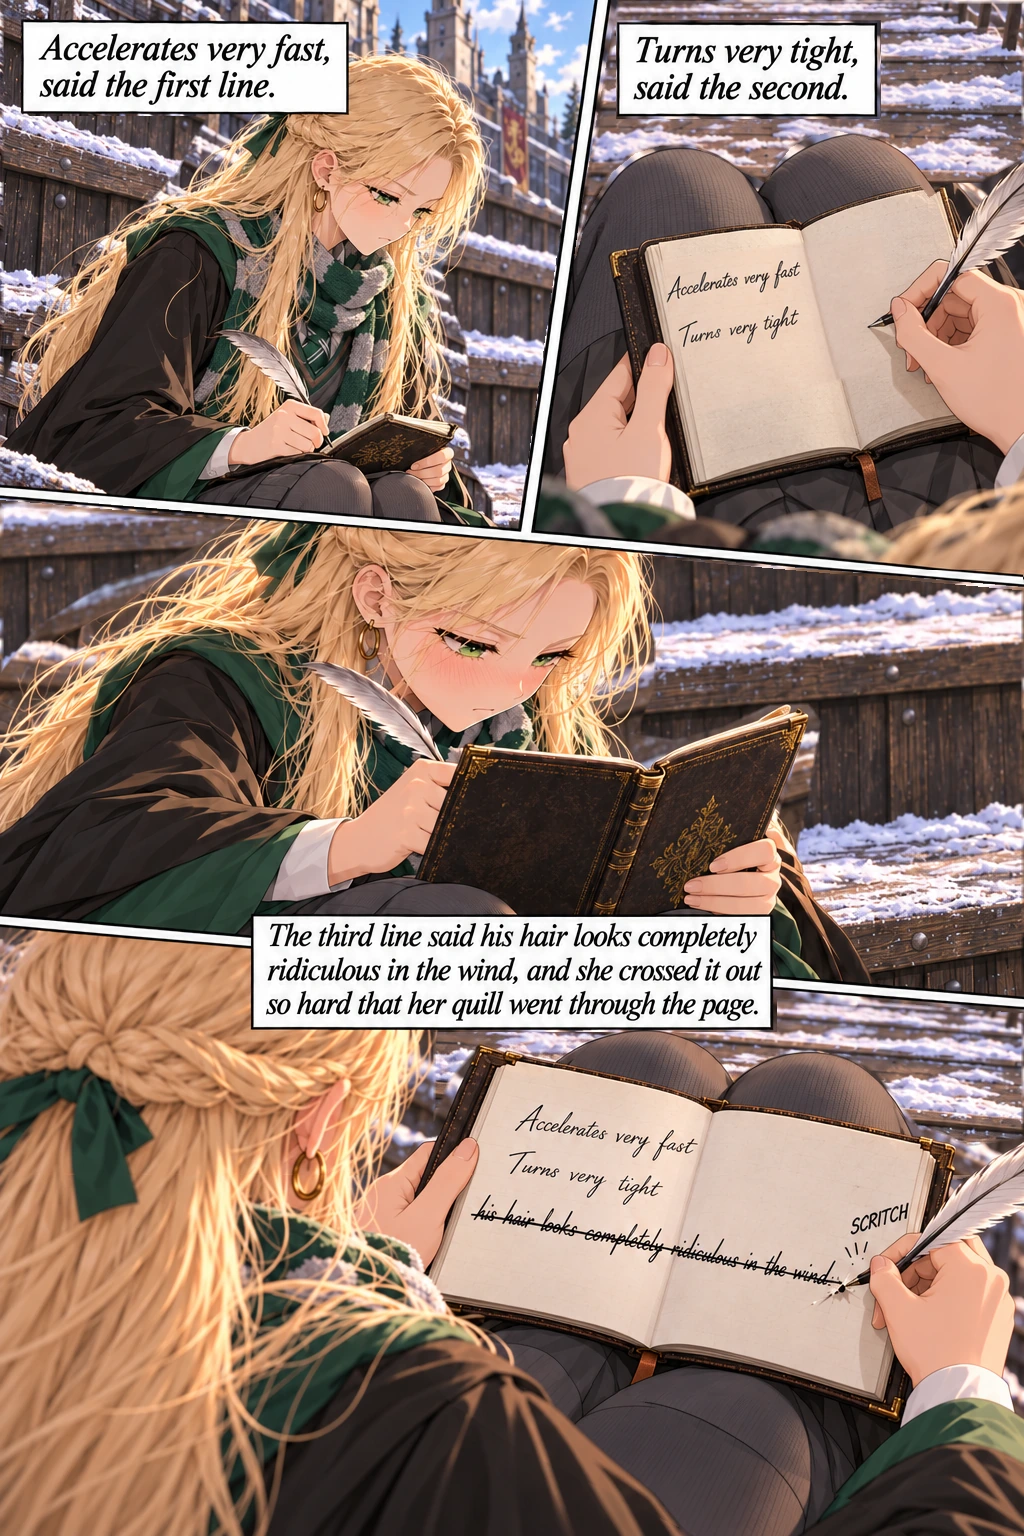 Accelerates very fast,
said the first line.
Turns very tight,
said the second.
Accelerates very fast
Turns very tight
The third line said his hair looks completely
ridiculous in the wind, and she crossed it out
so hard that her quill went through the page.
Accelerates very fast
Turns very tight
his hair looks completely ridiculous in the wind.
SCRITCH